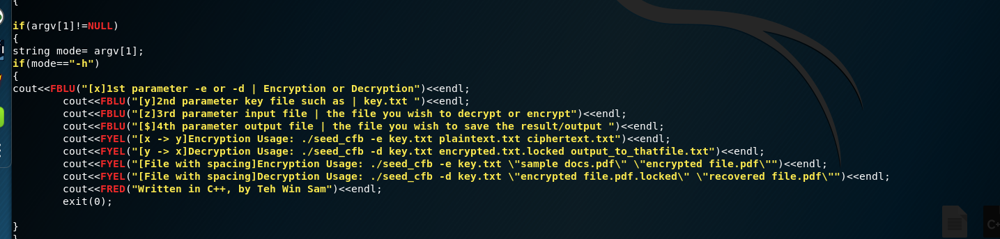 {
if(argv[1]!=NULL)
{
string mode= argv[1];
if(mode=="-h")
{
cout<<FBLU("[x]1st parameter -e or -d | Encryption or Decryption")<<endl;
cout<<FBLU("[y]2nd parameter key file such as | key.txt ")<<endl;
cout<<FBLU("[z]3rd parameter input file | the file you wish to decrypt or encrypt")<<endl;
cout<<FBLU("[$]4th parameter output file | the file you wish to save the result/output ")<<endl;
cout<<FYEL("[x -> y]Encryption Usage: ./seed_cfb -e key.txt plaintext.txt ciphertext.txt")<<endl;
cout<<FYEL("[y -> x]Decryption Usage: ./seed_cfb -d key.txt encrypted.txt.locked output_to_thatfile.txt")<<endl;
cout<<FYEL("[File with spacing]Encryption Usage: ./seed_cfb -e key.txt \"sample docs.pdf\" \"encrypted file.pdf\"")<<endl;
cout<<FYEL("[File with spacing]Decryption Usage: ./seed_cfb -d key.txt \"encrypted file.pdf.locked\" \"recovered file.pdf\"")<<endl;
cout<<FRED("Written in C++, by Teh Win Sam")<<endl;
exit(0);
}
}